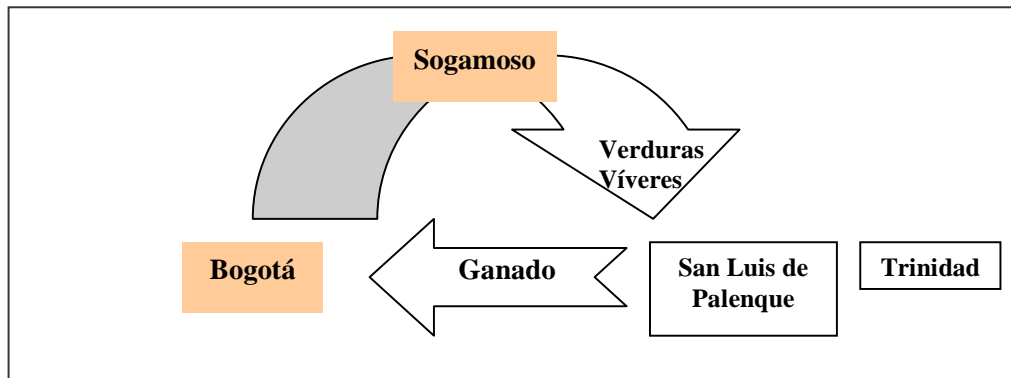 Sogamoso
Verduras
Víveres
Bogotá
Ganado
San Luis de
Palenque
Trinidad